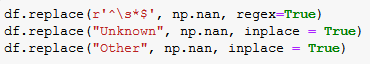 df.replace(r'^\s*$', np.nan, regex=True)
df.replace("Unknown", np.nan, inplace = True)
df.replace("Other", np.nan, inplace = True)